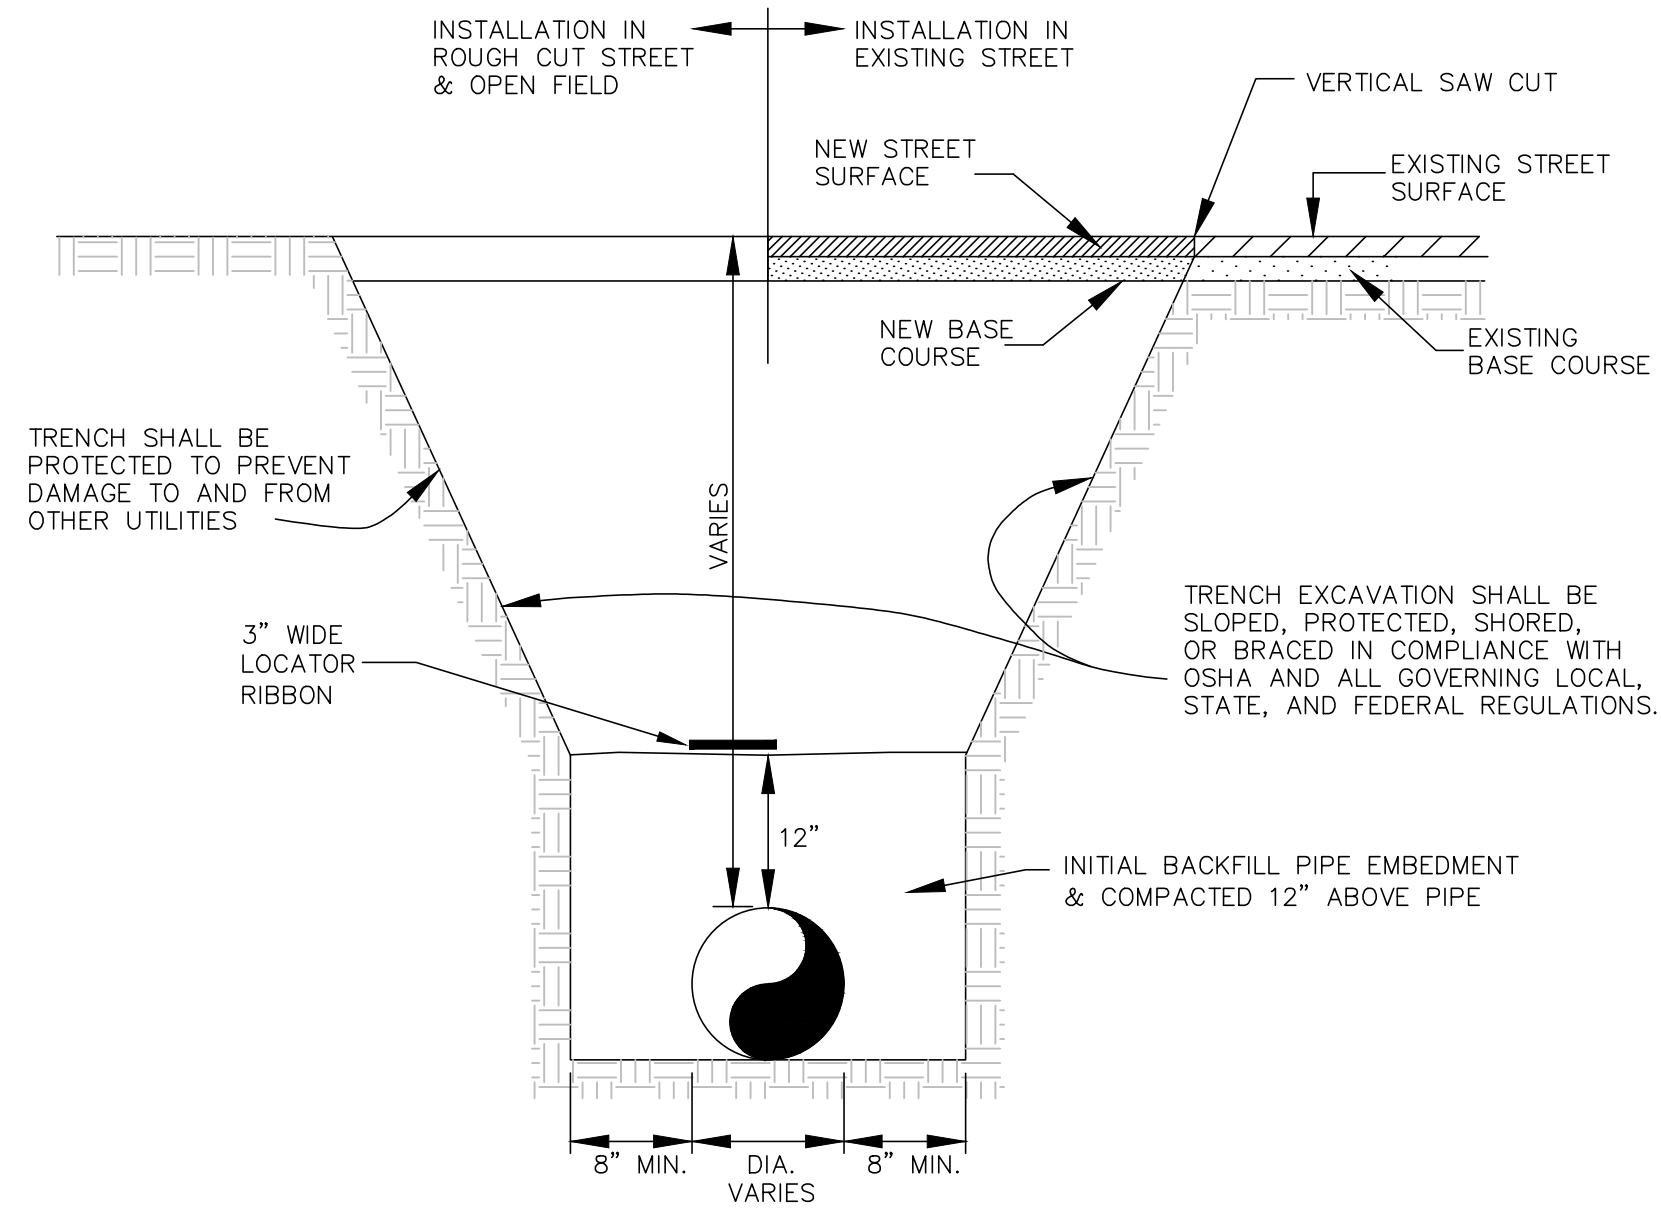 INSTALLATION IN
ROUGH CUT STREET
& OPEN FIELD
INSTALLATION IN
EXISTING STREET
VERTICAL SAW CUT
NEW STREET
SURFACE
EXISTING STREET
SURFACE
NEW BASE
COURSE
EXISTING
BASE COURSE
TRENCH SHALL BE
PROTECTED TO PREVENT
DAMAGE TO AND FROM
OTHER UTILITIES
VARIES
TRENCH EXCAVATION SHALL BE
SLOPED, PROTECTED, SHORED,
OR BRACED IN COMPLIANCE WITH
OSHA AND ALL GOVERNING LOCAL,
STATE, AND FEDERAL REGULATIONS.
3” WIDE
LOCATOR
RIBBON
12”
INITIAL BACKFILL PIPE EMBEDMENT
& COMPACTED 12” ABOVE PIPE
8” MIN.
DIA.
VARIES
8” MIN.